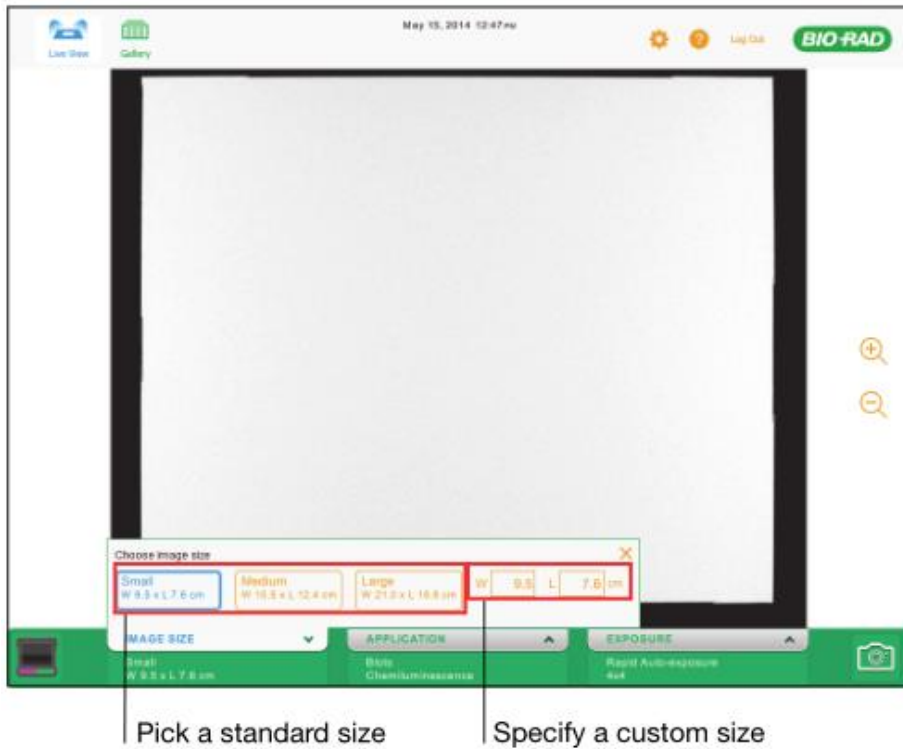 May 15, 2014 12:47 PM
Live View
Gallery
?
Log Out
BIO-RAD
Choose image size
Small
W 9.5 x L 7.6 cm
Medium
W 15.5 x L 12.4 cm
Large
W 21.0 x L 16.8 cm
W 9.5 L 7.6 cm
IMAGE SIZE
Small
W 9.5 x L 7.6 cm
APPLICATION
Blots
Chemiluminescence
EXPOSURE
Rapid Auto-exposure
4x4
Pick a standard size
Specify a custom size